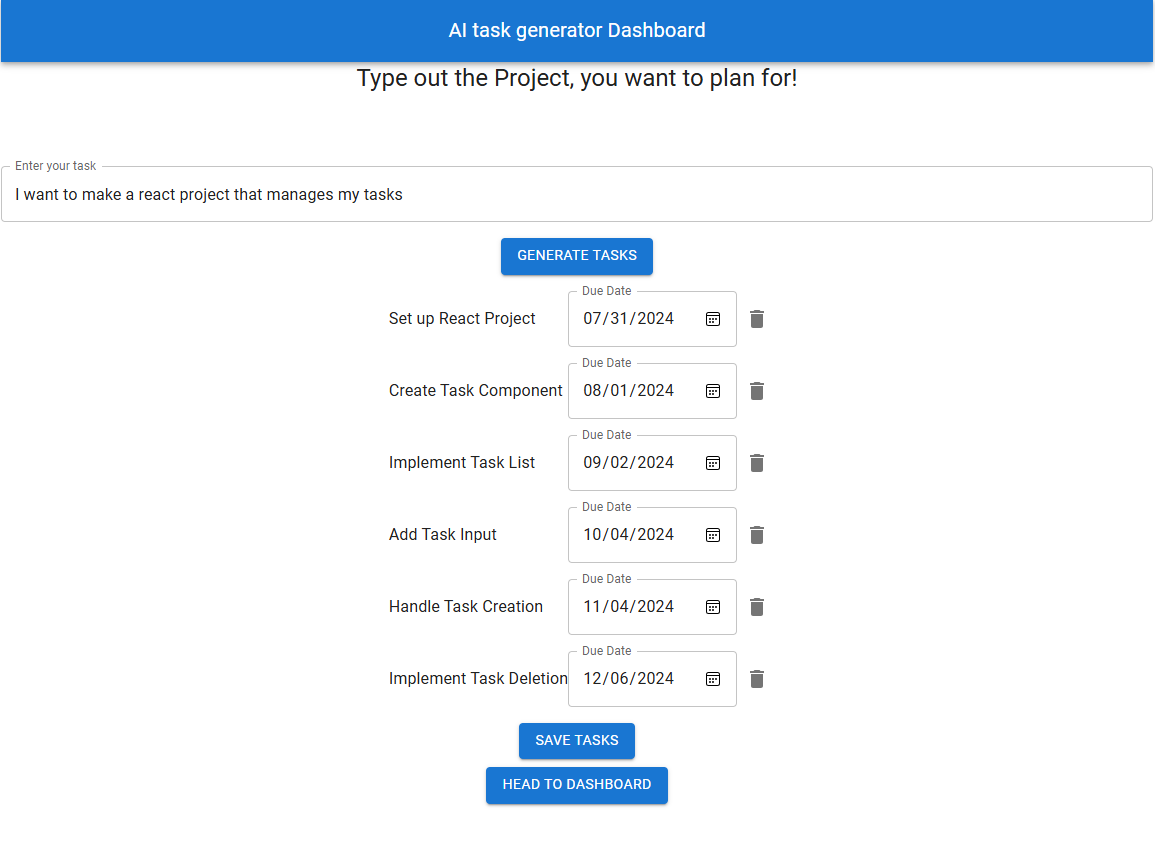 AI task generator Dashboard
Type out the Project, you want to plan for!
Enter your task
I want to make a react project that manages my tasks
GENERATE TASKS
Due Date
Set up React Project 07/31/2024
Due Date
Create Task Component 08/01/2024
Due Date
Implement Task List 09/02/2024
Due Date
Add Task Input 10/04/2024
Due Date
Handle Task Creation 11/04/2024
Due Date
Implement Task Deletion 12/06/2024
SAVE TASKS
HEAD TO DASHBOARD